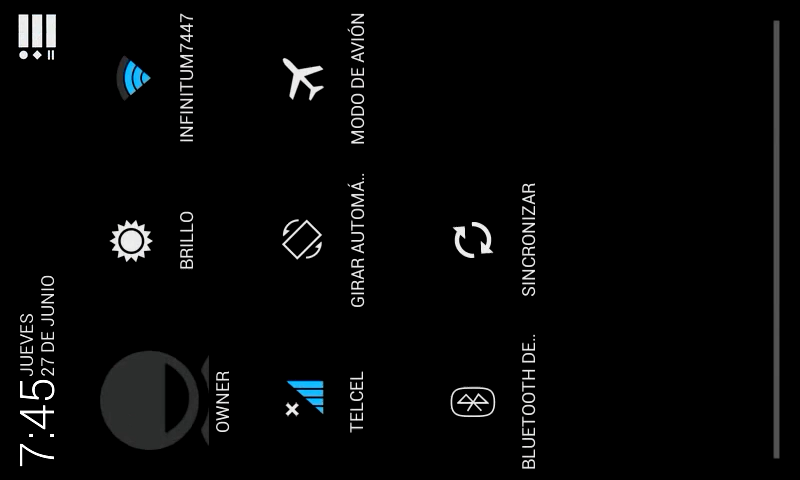 7:45
JUEVES
27 DE JUNIO
OWNER
BRILLO
INFINITUM7447
TELCEL
GIRAR AUTOMÁ..
MODO DE AVIÓN
BLUETOOTH DE..
SINCRONIZAR